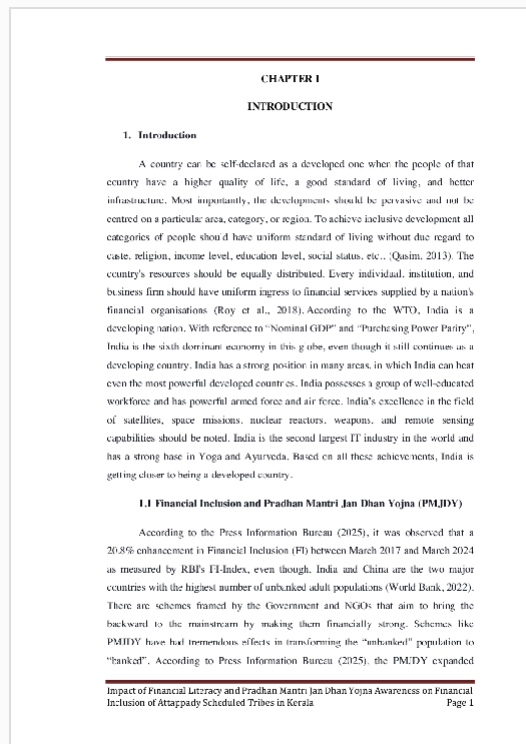 CHAPTER I
INTRODUCTION
1. Introduction
A country can be self-declared as a developed one when the people of that
country have a higher quality of life, a good standard of living, and better
infrastructure. Most importantly, the developments should be pervasive and not be
centred on a particular area, category, or region. To achieve inclusive development all
categories of people should have uniform standard of living without due regard to
caste, religion, income level, education level, social status, etc., (Qasim, 2013). The
country's resources should be equally distributed. Every individual, institution, and
business firm should have uniform ingress to financial services supplied by a nation's
financial organisations (Roy et al., 2018). According to the WTO, India is a
developing nation. With reference to "Nominal GDP" and "Purchasing Power Parity",
India is the sixth dominant economy in this globe, even though it still continues as a
developing country. India has a strong position in many areas, in which India can beat
even the most powerful developed countries. India possesses a group of well-educated
workforce and has powerful armed force and air force. India's excellence in the field
of satellites, space missions, nuclear reactors, weapons, and remote sensing
capabilities should be noted. India is the second largest IT industry in the world and
has a strong base in Yoga and Ayurveda. Based on all these achievements, India is
getting closer to being a developed country.
1.1 Financial Inclusion and Pradhan Mantri Jan Dhan Yojna (PMJDY)
According to the Press Information Bureau (2025), it was observed that a
20.8% enhancement in Financial Inclusion (FI) between March 2017 and March 2024
as measured by RBI's FI-Index, even though, India and China are the two major
countries with the highest number of unbanked adult populations (World Bank, 2022).
There are schemes framed by the Government and NGOs that aim to bring the
backward to the mainstream by making them financially strong. Schemes like
PMJDY have had tremendous effects in transforming the "unbanked" population to
"banked". According to Press Information Bureau (2025), the PMJDY expanded
Impact of Financial Literacy and Pradhan Mantri Jan Dhan Yojna Awareness on Financial
Inclusion of Attappady Scheduled Tribes in Kerala Page 1